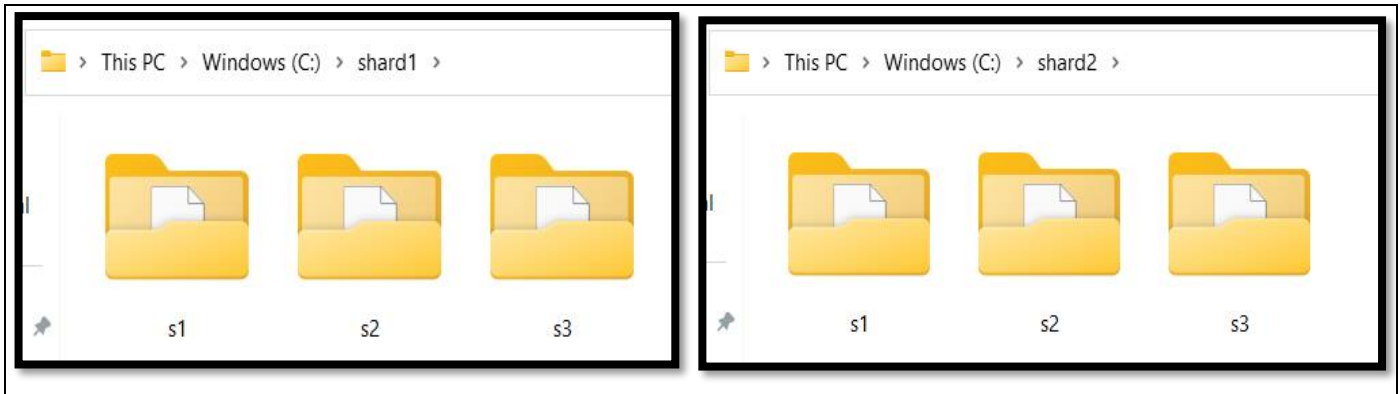 This PC > Windows (C:) > shard1 >
s1 s2 s3
This PC > Windows (C:) > shard2 >
s1 s2 s3